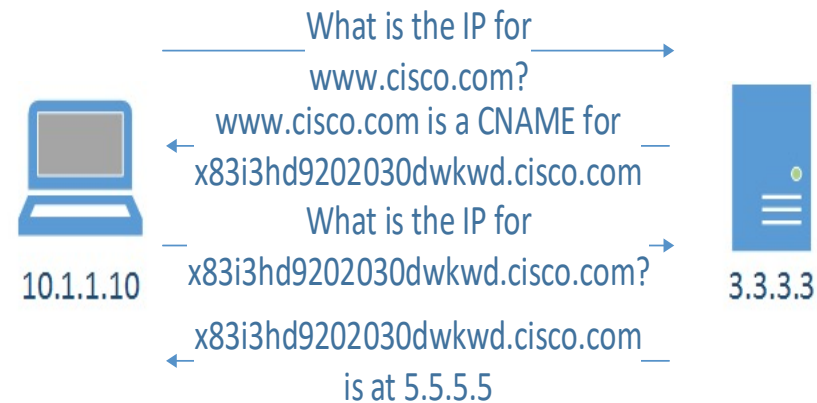 What is the IP for
www.cisco.com?
www.cisco.com is a CNAME for
x83i3hd9202030dwkwd.cisco.com
What is the IP for
x83i3hd9202030dwkwd.cisco.com?
x83i3hd9202030dwkwd.cisco.com
is at 5.5.5.5
10.1.1.10
3.3.3.3